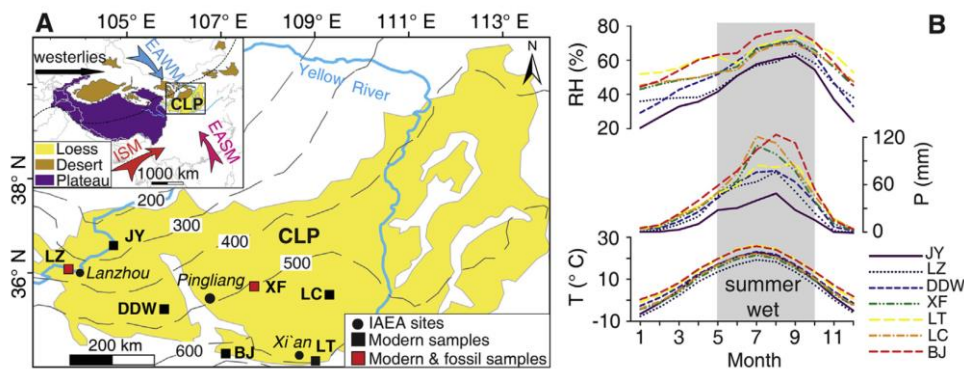 A
105° E
107° E
109° E
111° E
113° E
B
westerlies
EAWM
CLP
ISM
EASM
Loess
Desert
Plateau
1000 km
N
Yellow River
38° N
36° N
200
300
400
500
600
JY
LZ
Lanzhou
Pingliang
CLP
XF
DDW
LC
BJ
Xi`an
LT
200 km
IAEA sites
Modern samples
Modern & fossil samples
RH (%)
80
60
40
20
P (mm)
120
60
0
T (° C)
30
10
-10
summer
wet
1 3 5 7 9 11
Month
JY
LZ
DDW
XF
LT
LC
BJ